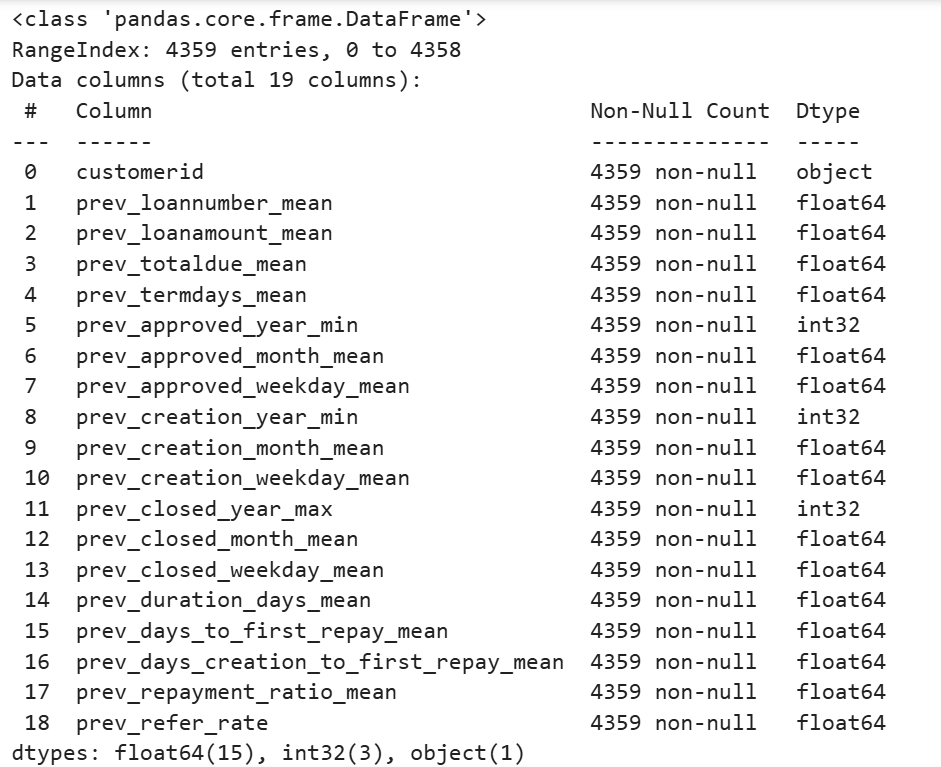 <class 'pandas.core.frame.DataFrame'>
RangeIndex: 4359 entries, 0 to 4358
Data columns (total 19 columns):
 #   Column                                  Non-Null Count  Dtype
---  ------                                  --------------  -----
 0   customerid                              4359 non-null   object
 1   prev_loannumber_mean                    4359 non-null   float64
 2   prev_loanamount_mean                    4359 non-null   float64
 3   prev_totaldue_mean                      4359 non-null   float64
 4   prev_termdays_mean                      4359 non-null   float64
 5   prev_approved_year_min                  4359 non-null   int32
 6   prev_approved_month_mean                4359 non-null   float64
 7   prev_approved_weekday_mean              4359 non-null   float64
 8   prev_creation_year_min                  4359 non-null   int32
 9   prev_creation_month_mean                4359 non-null   float64
 10  prev_creation_weekday_mean              4359 non-null   float64
 11  prev_closed_year_max                    4359 non-null   int32
 12  prev_closed_month_mean                  4359 non-null   float64
 13  prev_closed_weekday_mean                4359 non-null   float64
 14  prev_duration_days_mean                 4359 non-null   float64
 15  prev_days_to_first_repay_mean           4359 non-null   float64
 16  prev_days_creation_to_first_repay_mean  4359 non-null   float64
 17  prev_repayment_ratio_mean               4359 non-null   float64
 18  prev_refer_rate                         4359 non-null   float64
dtypes: float64(15), int32(3), object(1)